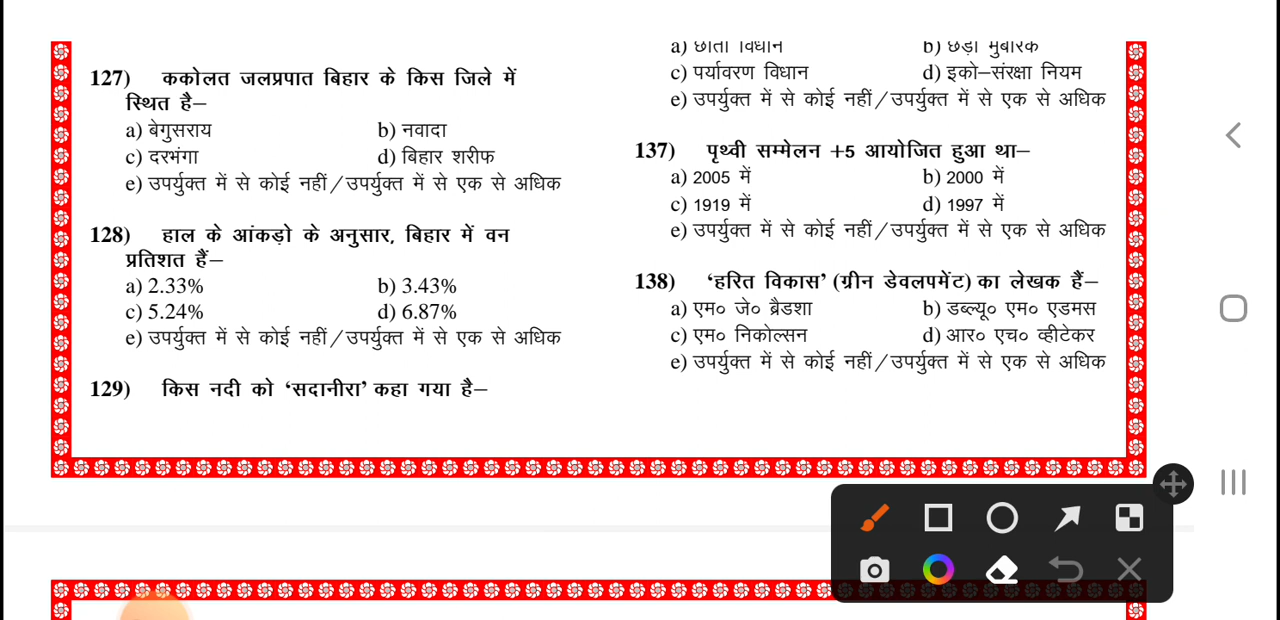 127) ककोलत जलप्रपात बिहार के किस जिले में
स्थित है–
a) बेगुसराय b) नवादा
c) दरभंगा d) बिहार शरीफ
e) उपर्युक्त में से कोई नहीं/उपर्युक्त में से एक से अधिक
128) हाल के आंकड़ो के अनुसार, बिहार में वन
प्रतिशत हैं–
a) 2.33% b) 3.43%
c) 5.24% d) 6.87%
e) उपर्युक्त में से कोई नहीं/उपर्युक्त में से एक से अधिक
129) किस नदी को ‘सदानीरा’ कहा गया है–
a) छाता विधान b) छड़ी मुबारक
c) पर्यावरण विधान d) इको–संरक्षा नियम
e) उपर्युक्त में से कोई नहीं/उपर्युक्त में से एक से अधिक
137) पृथ्वी सम्मेलन +5 आयोजित हुआ था–
a) 2005 में b) 2000 में
c) 1919 में d) 1997 में
e) उपर्युक्त में से कोई नहीं/उपर्युक्त में से एक से अधिक
138) ‘हरित विकास’ (ग्रीन डेवलपमेंट) का लेखक हैं–
a) एम० जे० ब्रैडशा b) डब्ल्यू० एम० एडमस
c) एम० निकोल्सन d) आर० एच० व्हीटेकर
e) उपर्युक्त में से कोई नहीं/उपर्युक्त में से एक से अधिक